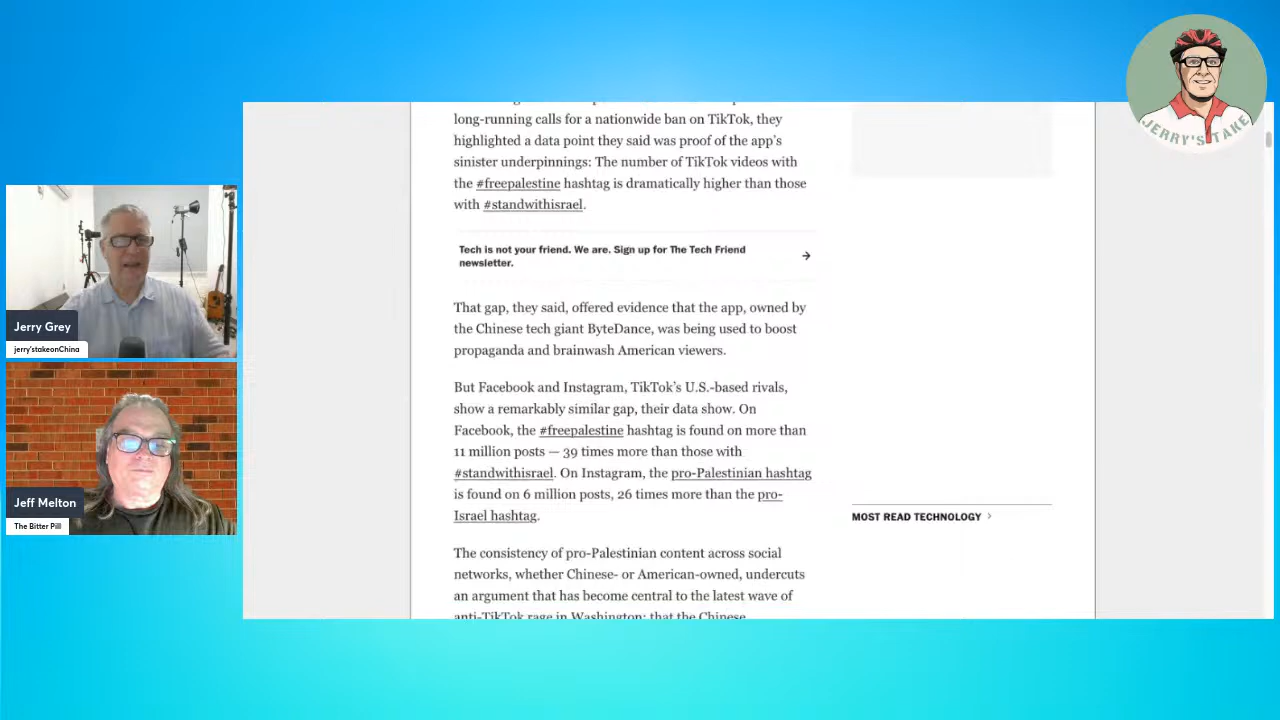 JERRY'S TAKE
Jerry Grey
jerry'stakeonChina
Jeff Melton
The Bitter Pill
long-running calls for a nationwide ban on TikTok, they
highlighted a data point they said was proof of the app's
sinister underpinnings: The number of TikTok videos with
the #freepalestine hashtag is dramatically higher than those
with #standwithisrael.
Tech is not your friend. We are. Sign up for The Tech Friend
newsletter.
That gap, they said, offered evidence that the app, owned by
the Chinese tech giant ByteDance, was being used to boost
propaganda and brainwash American viewers.
But Facebook and Instagram, TikTok's U.S.-based rivals,
show a remarkably similar gap, their data show. On
Facebook, the #freepalestine hashtag is found on more than
11 million posts — 39 times more than those with
#standwithisrael. On Instagram, the pro-Palestinian hashtag
is found on 6 million posts, 26 times more than the pro-
Israel hashtag.
The consistency of pro-Palestinian content across social
networks, whether Chinese- or American-owned, undercuts
an argument that has become central to the latest wave of
anti-TikTok rage in Washington: that the Chinese
MOST READ TECHNOLOGY